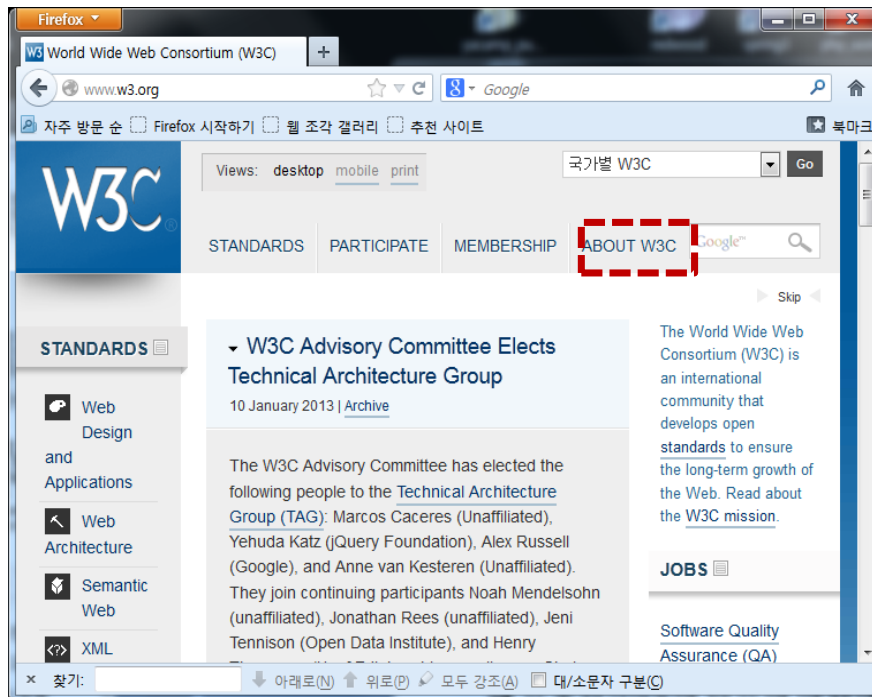 Firefox
W3 World Wide Web Consortium (W3C)
www.w3.org
8 Google
자주 방문 순 Firefox 시작하기 웹 조각 갤러리 추천 사이트 북마크
W3C®
Views: desktop mobile print
국가별 W3C Go
STANDARDS PARTICIPATE MEMBERSHIP ABOUT W3C Google™
Skip
STANDARDS
Web
Design
and
Applications
Web
Architecture
Semantic
Web
XML
W3C Advisory Committee Elects
Technical Architecture Group
10 January 2013 | Archive
The W3C Advisory Committee has elected the
following people to the Technical Architecture
Group (TAG): Marcos Caceres (Unaffiliated),
Yehuda Katz (jQuery Foundation), Alex Russell
(Google), and Anne van Kesteren (Unaffiliated).
They join continuing participants Noah Mendelsohn
(unaffiliated), Jonathan Rees (unaffiliated), Jeni
Tennison (Open Data Institute), and Henry
The World Wide Web
Consortium (W3C) is
an international
community that
develops open
standards to ensure
the long-term growth of
the Web. Read about
the W3C mission.
JOBS
Software Quality
Assurance (QA)
× 찾기: 아래로(N) 위로(P) 모두 강조(A) 대/소문자 구분(C)